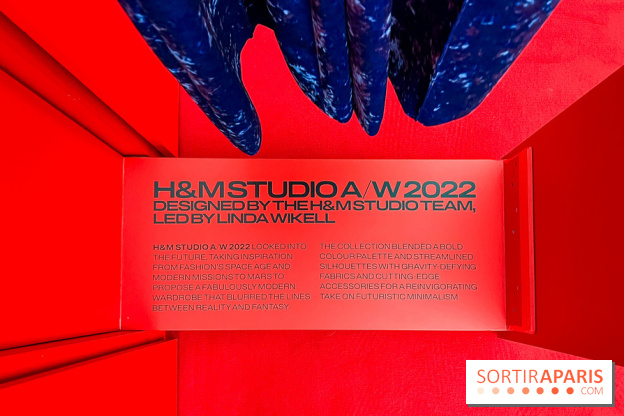 H&M STUDIO A/W 2022
DESIGNED BY THE H&M STUDIO TEAM,
LED BY LINDA WIKELL
H&M STUDIO A/W 2022 LOOKED INTO
THE FUTURE, TAKING INSPIRATION
FROM FASHION'S SPACE AGE AND
MODERN MISSIONS TO MARS TO
PROPOSE A FABULOUSLY MODERN
WARDROBE THAT BLURRED THE LINES
BETWEEN REALITY AND FANTASY.
THE COLLECTION BLENDED A BOLD
COLOUR PALETTE AND STREAMLINED
SILHOUETTES WITH GRAVITY-DEFYING
FABRICS AND CUTTING-EDGE
ACCESSORIES FOR A REINVIGORATING
TAKE ON FUTURISTIC MINIMALISM.
SORTIRAPARIS
.COM